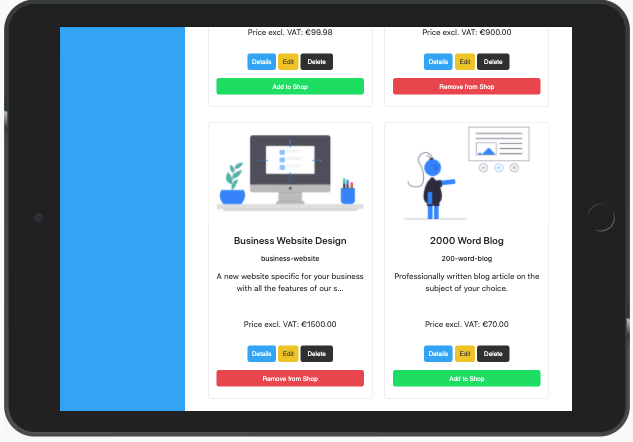 Price excl. VAT: €99.98
Price excl. VAT: €900.00
Details Edit Delete
Details Edit Delete
Add to Shop
Remove from Shop
Business Website Design
business-website
A new website specific for your business
with all the features of our s...
Price excl. VAT: €1500.00
Details Edit Delete
Remove from Shop
2000 Word Blog
200-word-blog
Professionally written blog article on the
subject of your choice.
Price excl. VAT: €70.00
Details Edit Delete
Add to Shop